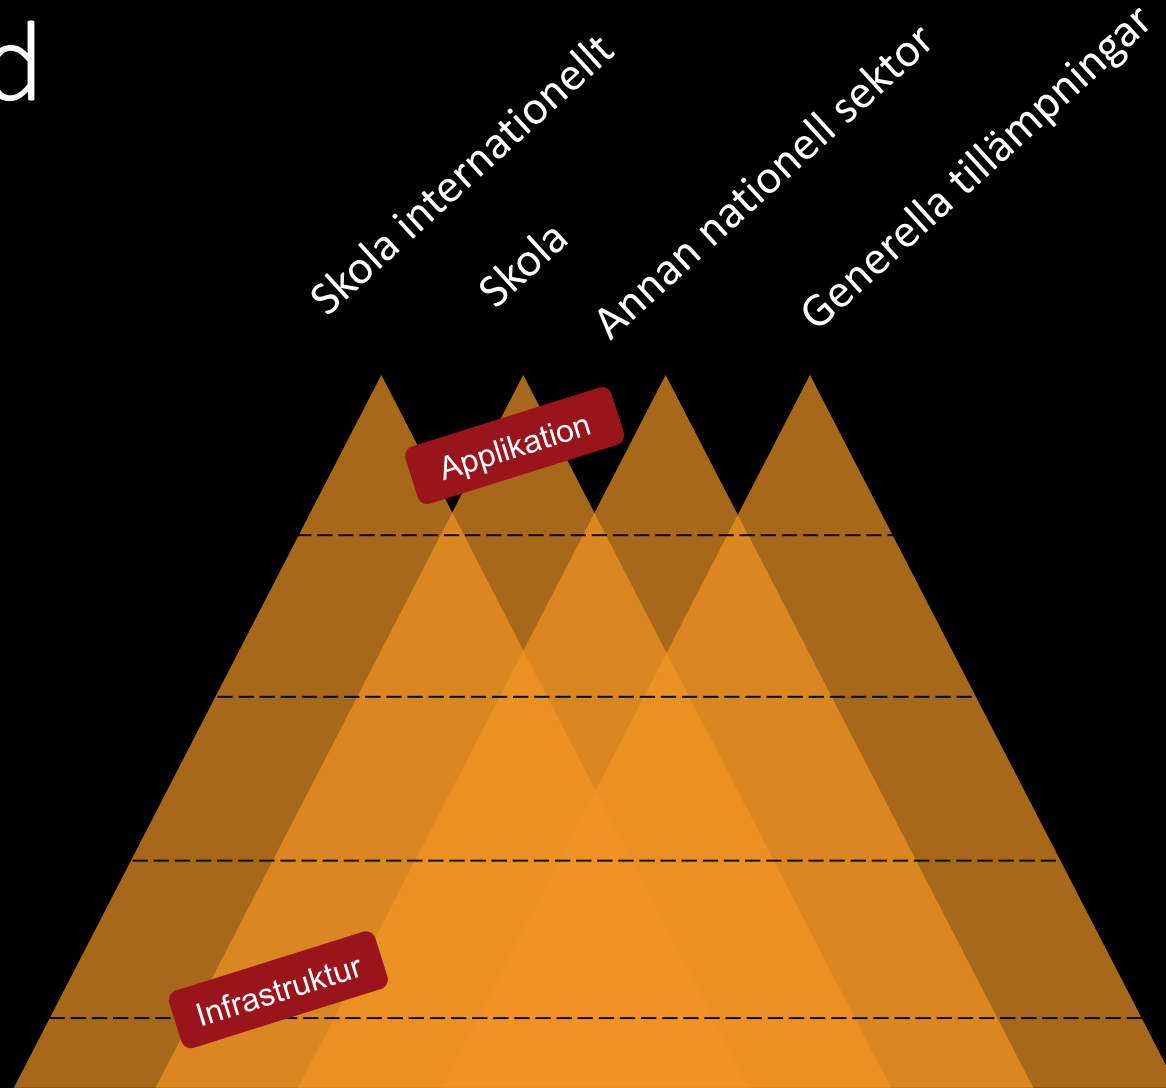 d
Skola internationellt
Skola
Annan nationell sektor
Generella tillämpningar
Applikation
Infrastruktur